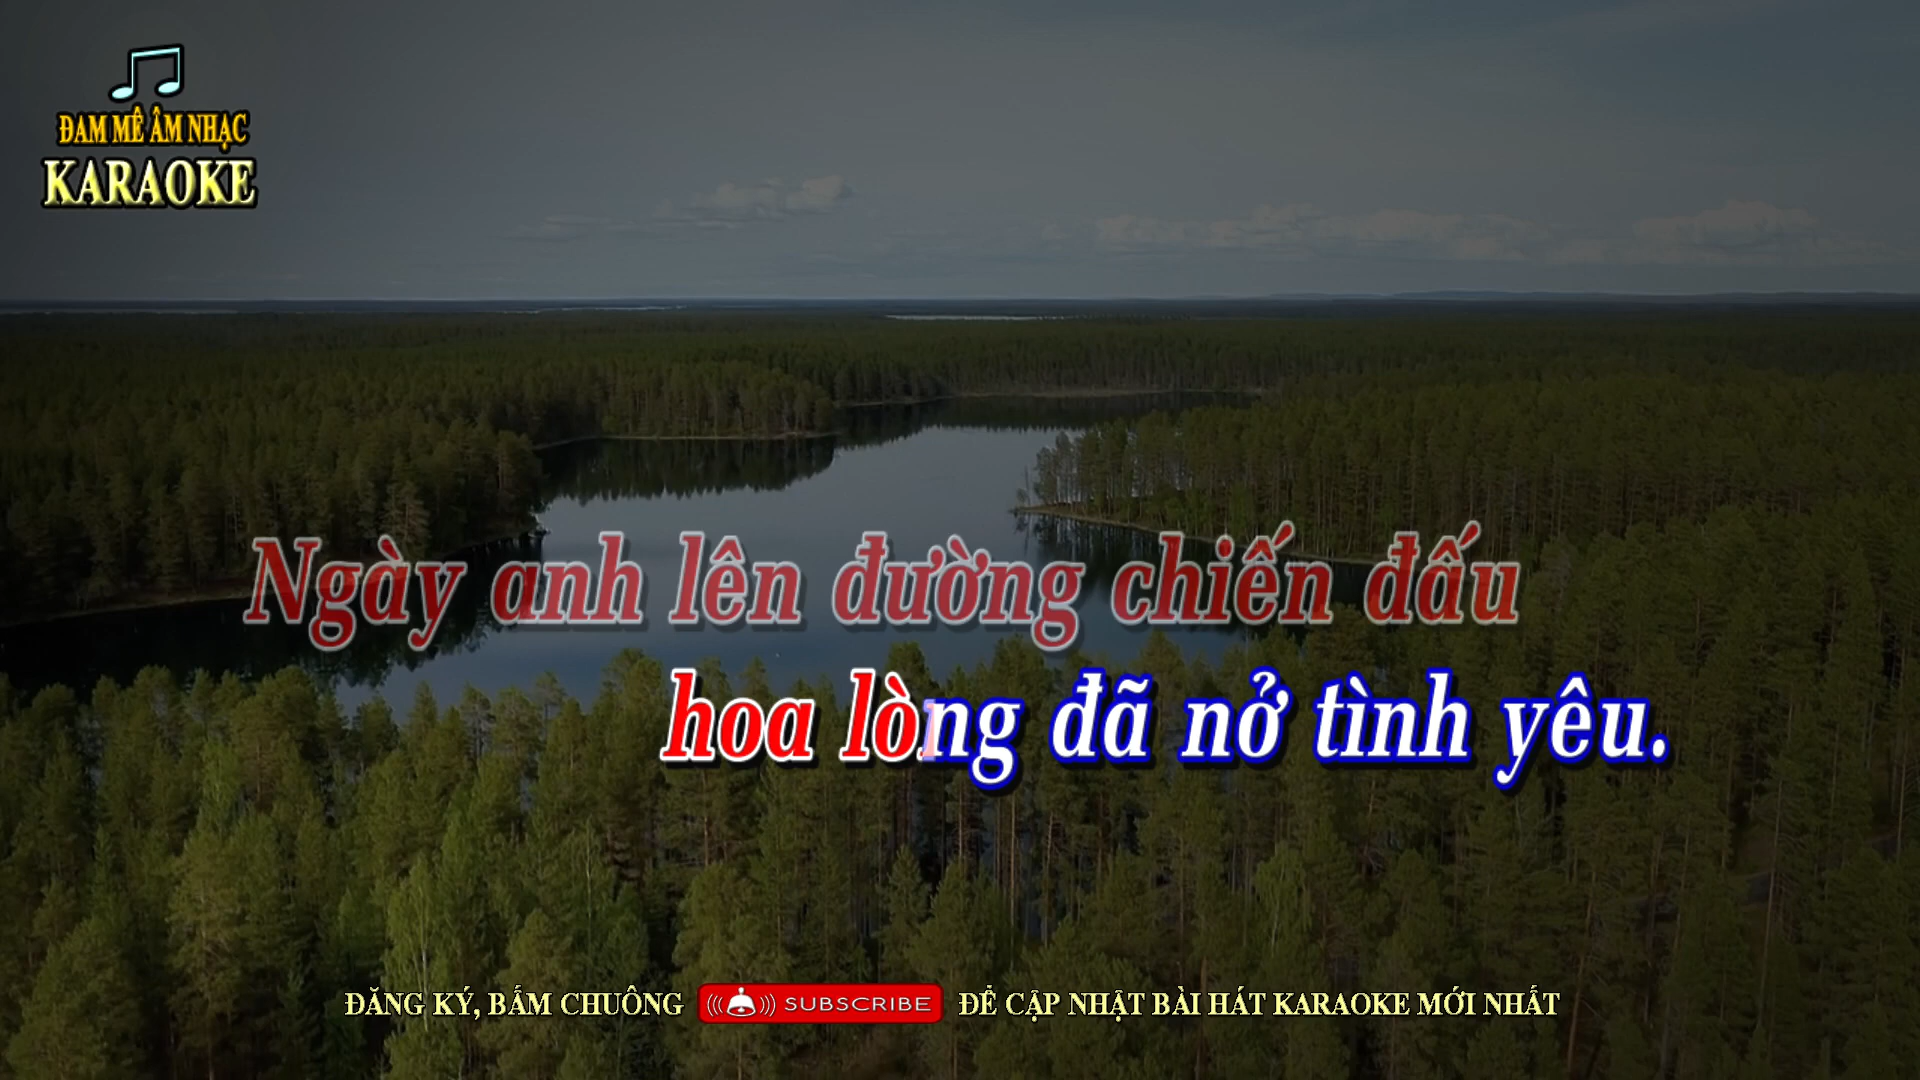 ĐAM MÊ ÂM NHẠC
KARAOKE
Ngày anh lên đường chiến đấu
hoa lòng đã nở tình yêu.
ĐĂNG KÝ, BẤM CHUÔNG SUBSCRIBE ĐỂ CẬP NHẬT BÀI HÁT KARAOKE MỚI NHẤT